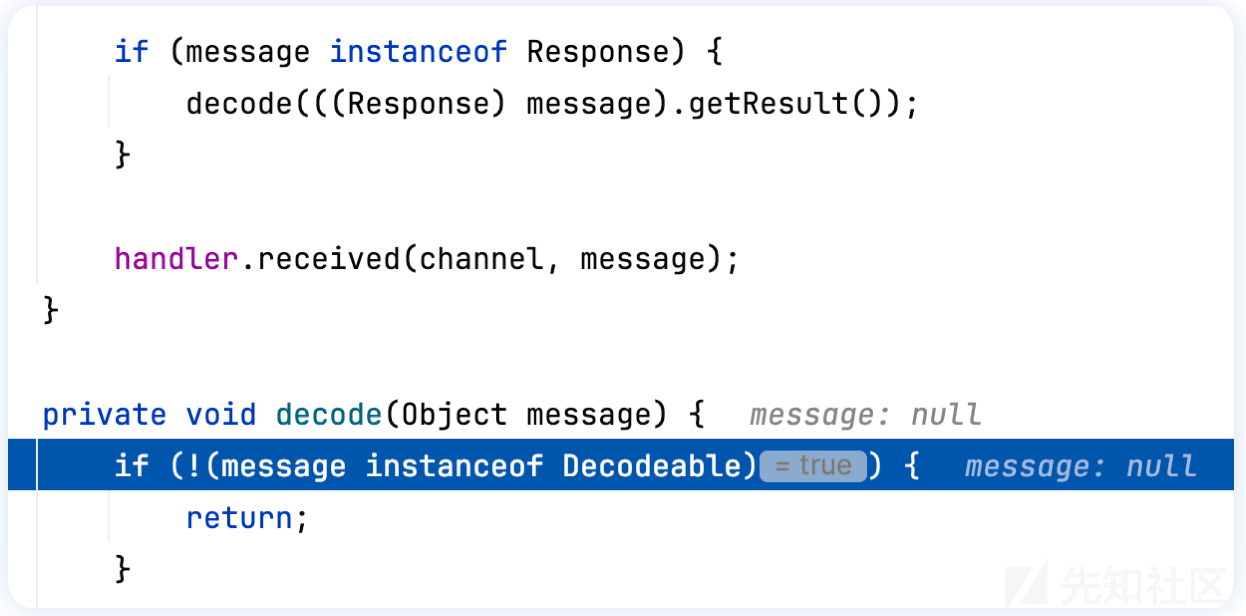 if (message instanceof Response) {
decode(((Response) message).getResult());
}
handler.received(channel, message);
}
private void decode(Object message) {   message: null
if (!(message instanceof Decodeable) = true ) {   message: null
return;
}
先知社区